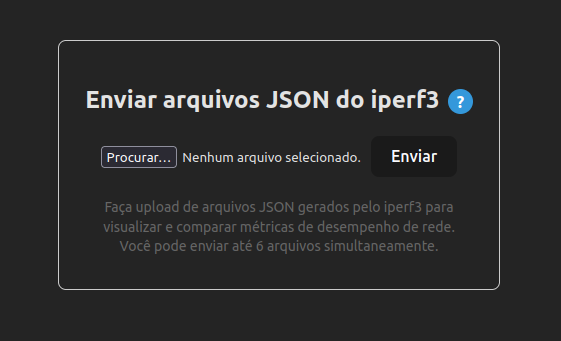 Enviar arquivos JSON do iperf3 ?
Procurar... Nenhum arquivo selecionado. Enviar
Faça upload de arquivos JSON gerados pelo iperf3 para
visualizar e comparar métricas de desempenho de rede.
Você pode enviar até 6 arquivos simultaneamente.